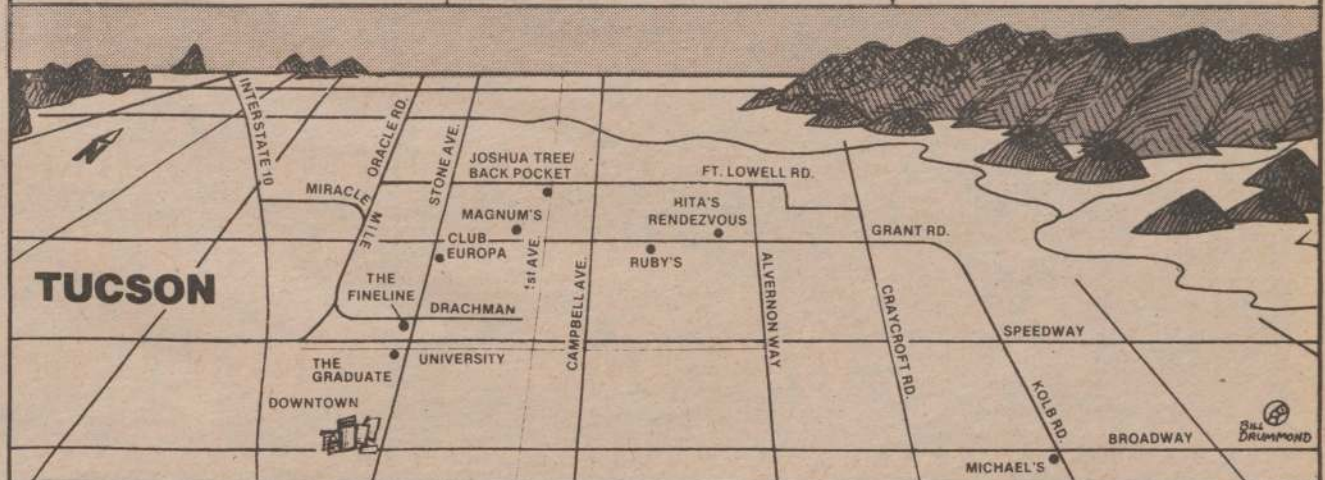 INTERSTATE 10
ORACLE RD.
STONE AVE.
JOSHUA TREE/
BACK POCKET
FT. LOWELL RD.
MIRACLE MILE
MAGNUM'S
RITA'S
RENDEZVOUS
CLUB
EUROPA
1st AVE.
GRANT RD.
RUBY'S
TUCSON
THE
FINELINE
DRACHMAN
CAMPBELL AVE.
ALVERNON WAY
CRAYCROFT RD.
SPEEDWAY
THE
GRADUATE
UNIVERSITY
DOWNTOWN
KOLB RD.
BROADWAY
MICHAEL'S
BILL
DRUMMOND
N